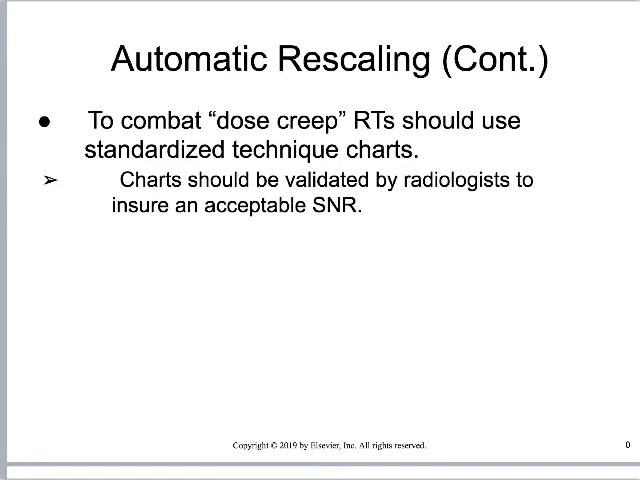 Automatic Rescaling (Cont.)
● To combat “dose creep” RTs should use
standardized technique charts.
➢ Charts should be validated by radiologists to
insure an acceptable SNR.
Copyright © 2019 by Elsevier, Inc. All rights reserved.
0